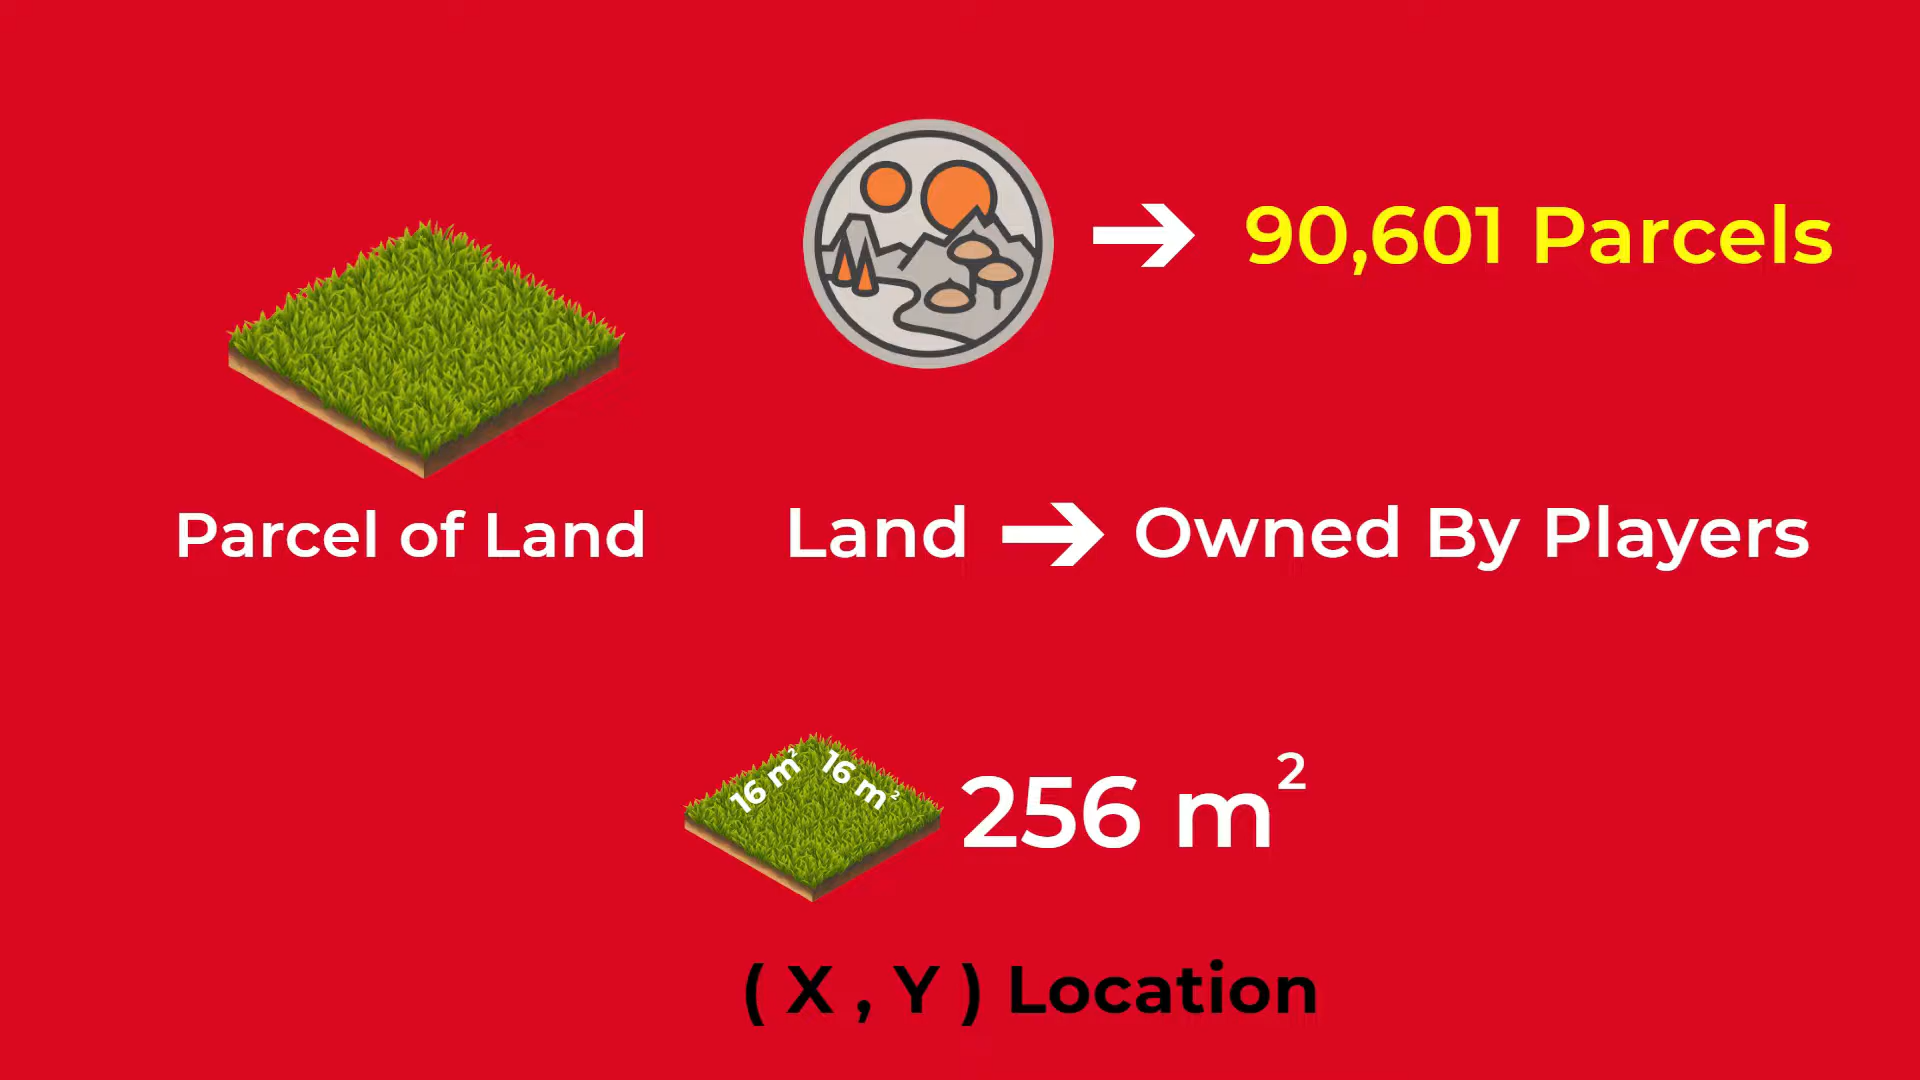 90,601 Parcels
Parcel of Land
Land → Owned By Players
16 m² 16 m²
256 m²
( X , Y ) Location